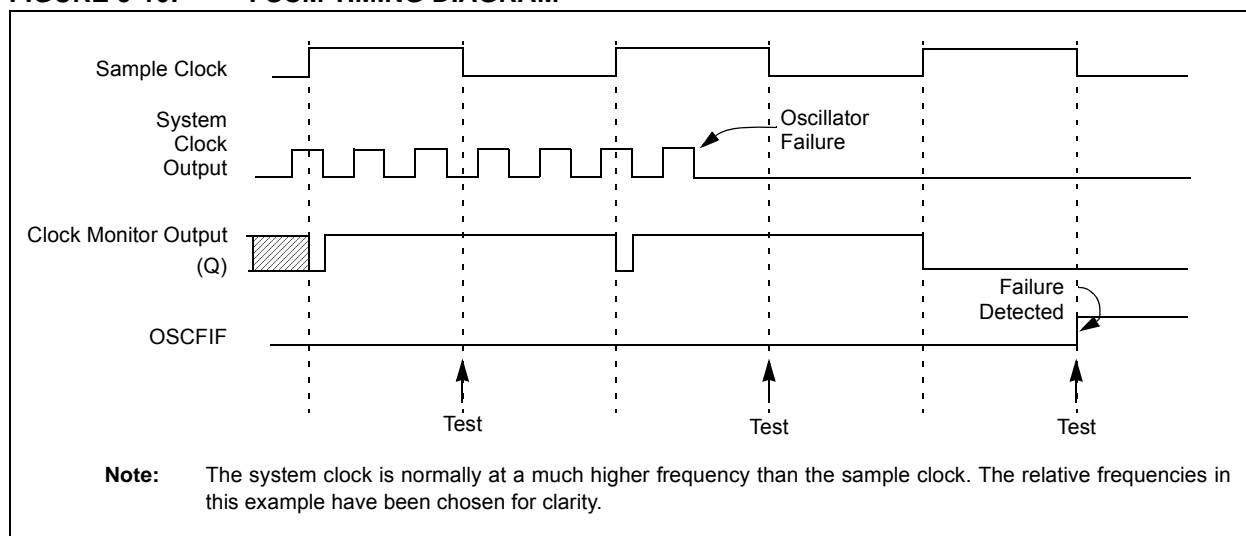 Sample Clock
System
Clock
Output
Oscillator
Failure
Clock Monitor Output
(Q)
Failure
Detected
OSCFIF
Test
Test
Test
Note: The system clock is normally at a much higher frequency than the sample clock. The relative frequencies in
this example have been chosen for clarity.